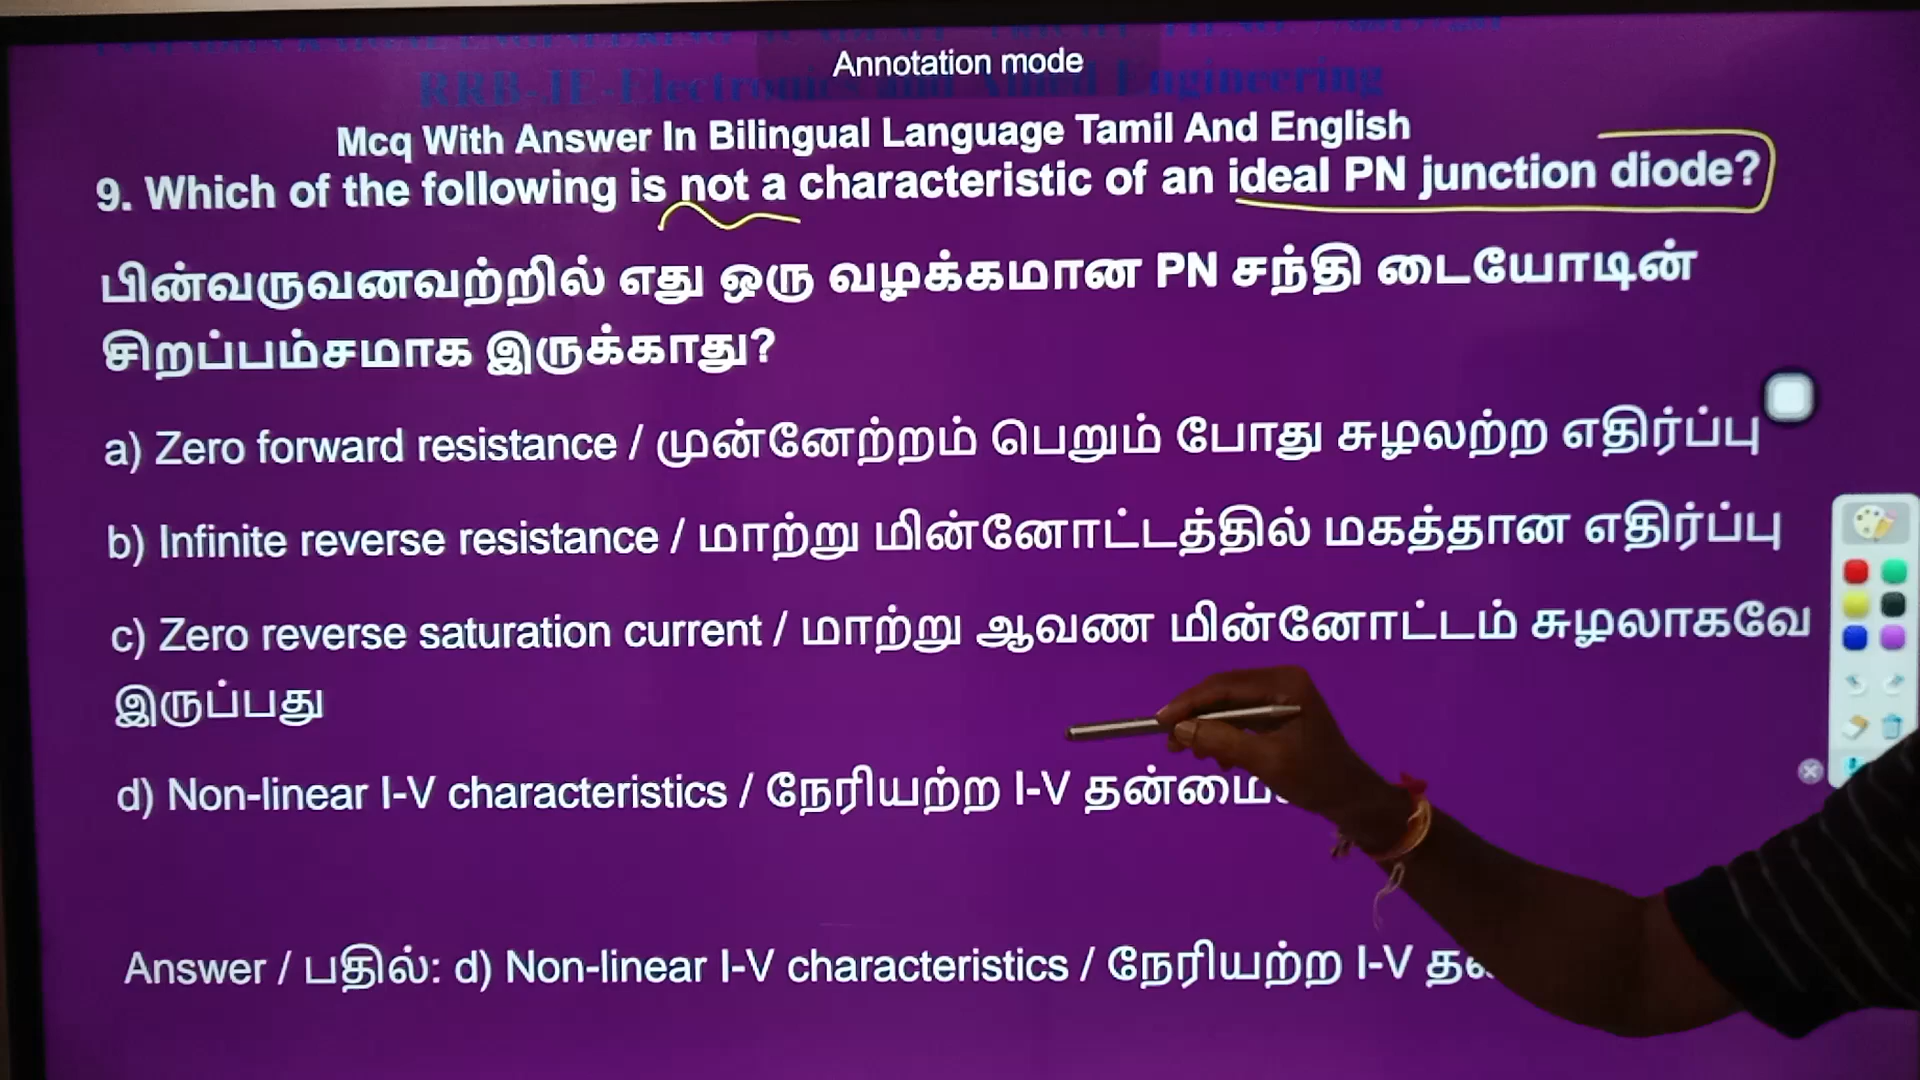 Annotation mode
RRB-JE-Electronics and Allied Engineering
Mcq With Answer In Bilingual Language Tamil And English
9. Which of the following is not a characteristic of an ideal PN junction diode?
பின்வருவனவற்றில் எது ஒரு வழக்கமான PN சந்தி டையோடின்
சிறப்பம்சமாக இருக்காது?
a) Zero forward resistance / முன்னேற்றம் பெறும் போது சுழலற்ற எதிர்ப்பு
b) Infinite reverse resistance / மாற்று மின்னோட்டத்தில் மகத்தான எதிர்ப்பு
c) Zero reverse saturation current / மாற்று ஆவண மின்னோட்டம் சுழலாகவே
இருப்பது
d) Non-linear I-V characteristics / நேரியற்ற I-V
Answer / பதில்: d) Non-linear I-V characteristics / நேரியற்ற I-V